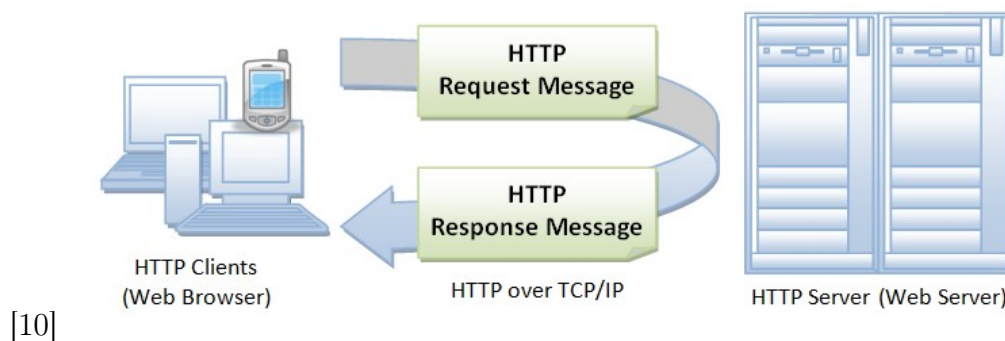 HTTP
Request Message
HTTP
Response Message
HTTP Clients
(Web Browser)
HTTP over TCP/IP
HTTP Server (Web Server)
[10]